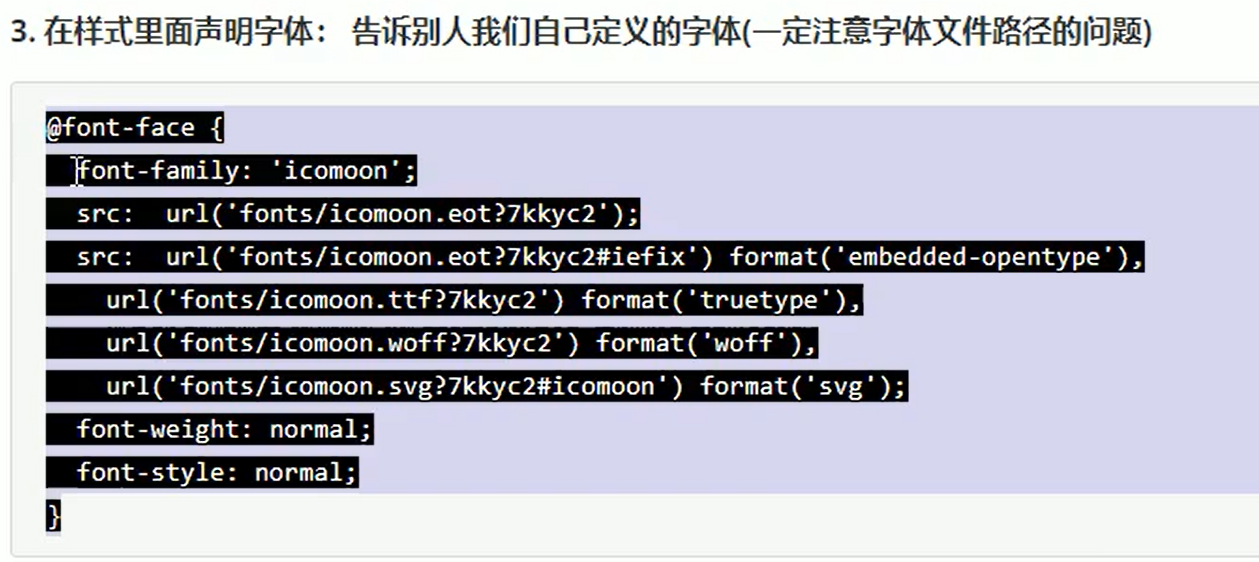 3. 在样式里面声明字体： 告诉别人我们自己定义的字体(一定注意字体文件路径的问题)
@font-face {
  font-family: 'icomoon';
  src:  url('fonts/icomoon.eot?7kkyc2');
  src:  url('fonts/icomoon.eot?7kkyc2#iefix') format('embedded-opentype'),
    url('fonts/icomoon.ttf?7kkyc2') format('truetype'),
    url('fonts/icomoon.woff?7kkyc2') format('woff'),
    url('fonts/icomoon.svg?7kkyc2#icomoon') format('svg');
  font-weight: normal;
  font-style: normal;
}